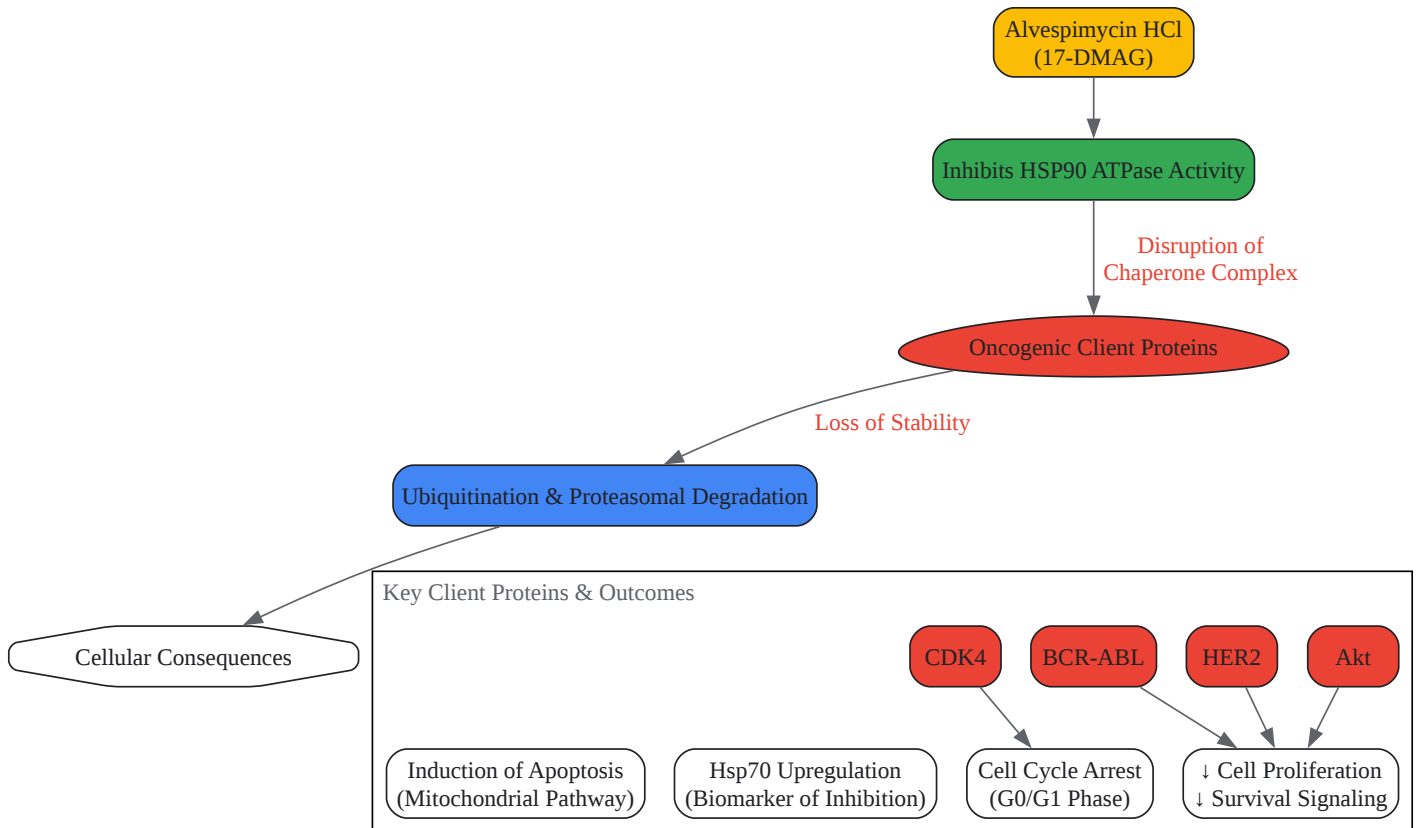 Alvespimycin HCl
(17-DMAG)
Inhibits HSP90 ATPase Activity
Disruption of
Chaperone Complex
Oncogenic Client Proteins
Loss of Stability
Ubiquitination & Proteasomal Degradation
Key Client Proteins & Outcomes
Cellular Consequences
CDK4
BCR-ABL
HER2
Akt
Induction of Apoptosis
(Mitochondrial Pathway)
Hsp70 Upregulation
(Biomarker of Inhibition)
Cell Cycle Arrest
(G0/G1 Phase)
↓ Cell Proliferation
↓ Survival Signaling